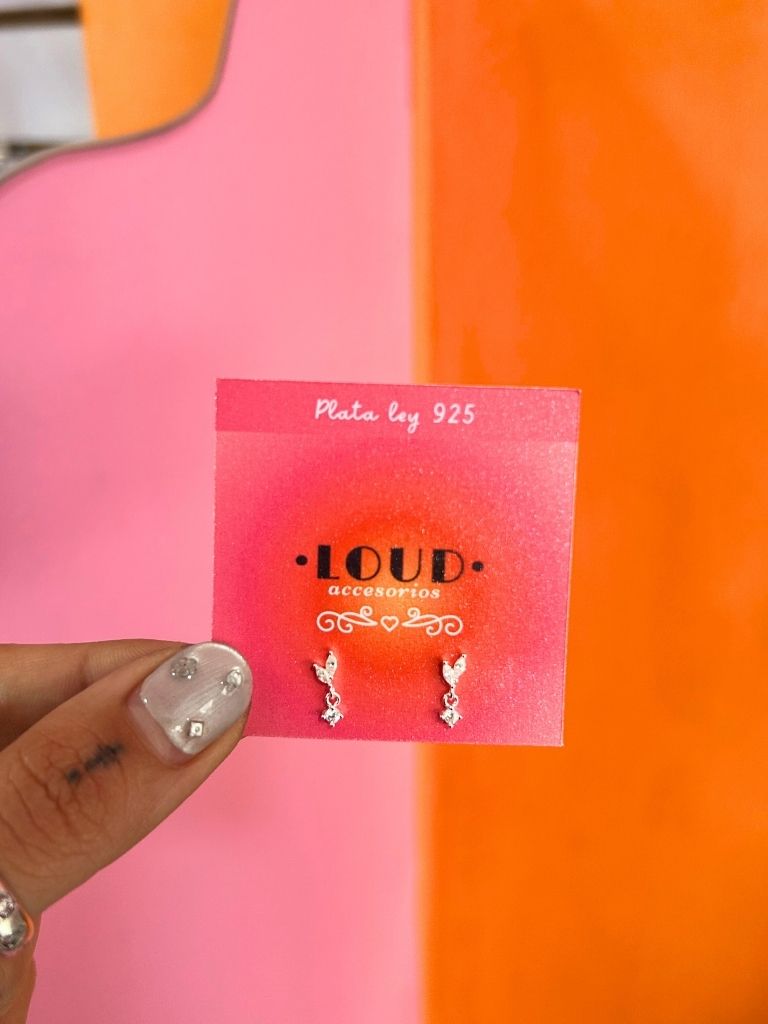 Plata ley 925
•LOUD•
accesorios